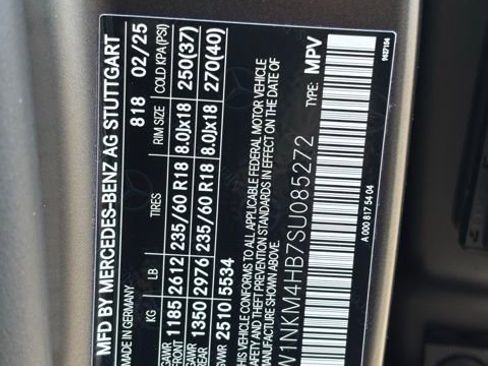 MFD BY MERCEDES-BENZ AG STUTTGART
MADE IN GERMANY 818 02/25
KG LB TIRES RIM SIZE COLD KPA(PSI)
GAWR FRONT 1185 2612 235/60 R18 8.0Jx18 250(37)
GAWR REAR 1350 2976 235/60 R18 8.0Jx18 270(40)
GVWR 2510 5534
THIS VEHICLE CONFORMS TO ALL APPLICABLE FEDERAL MOTOR VEHICLE
SAFETY AND THEFT PREVENTION STANDARDS IN EFFECT ON THE DATE OF
MANUFACTURE SHOWN ABOVE.
W1NKM4HB7SU085272 TYPE: MPV
A 000 817 54 04